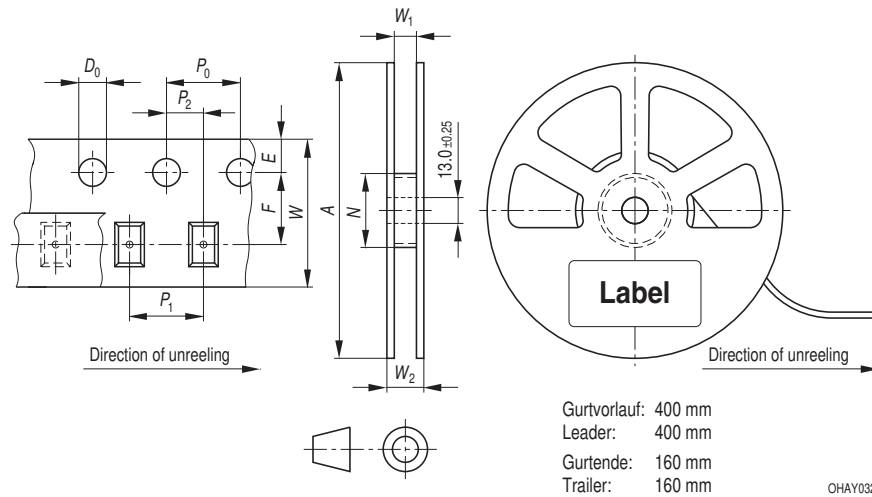 W1
D0
P0
P2
E
F
W
A
N
13.0 ±0.25
P1
Label
Direction of unreeling
Direction of unreeling
W2
Gurtvorlauf: 400 mm
Leader: 400 mm
Gurtende: 160 mm
Trailer: 160 mm
OHAY032